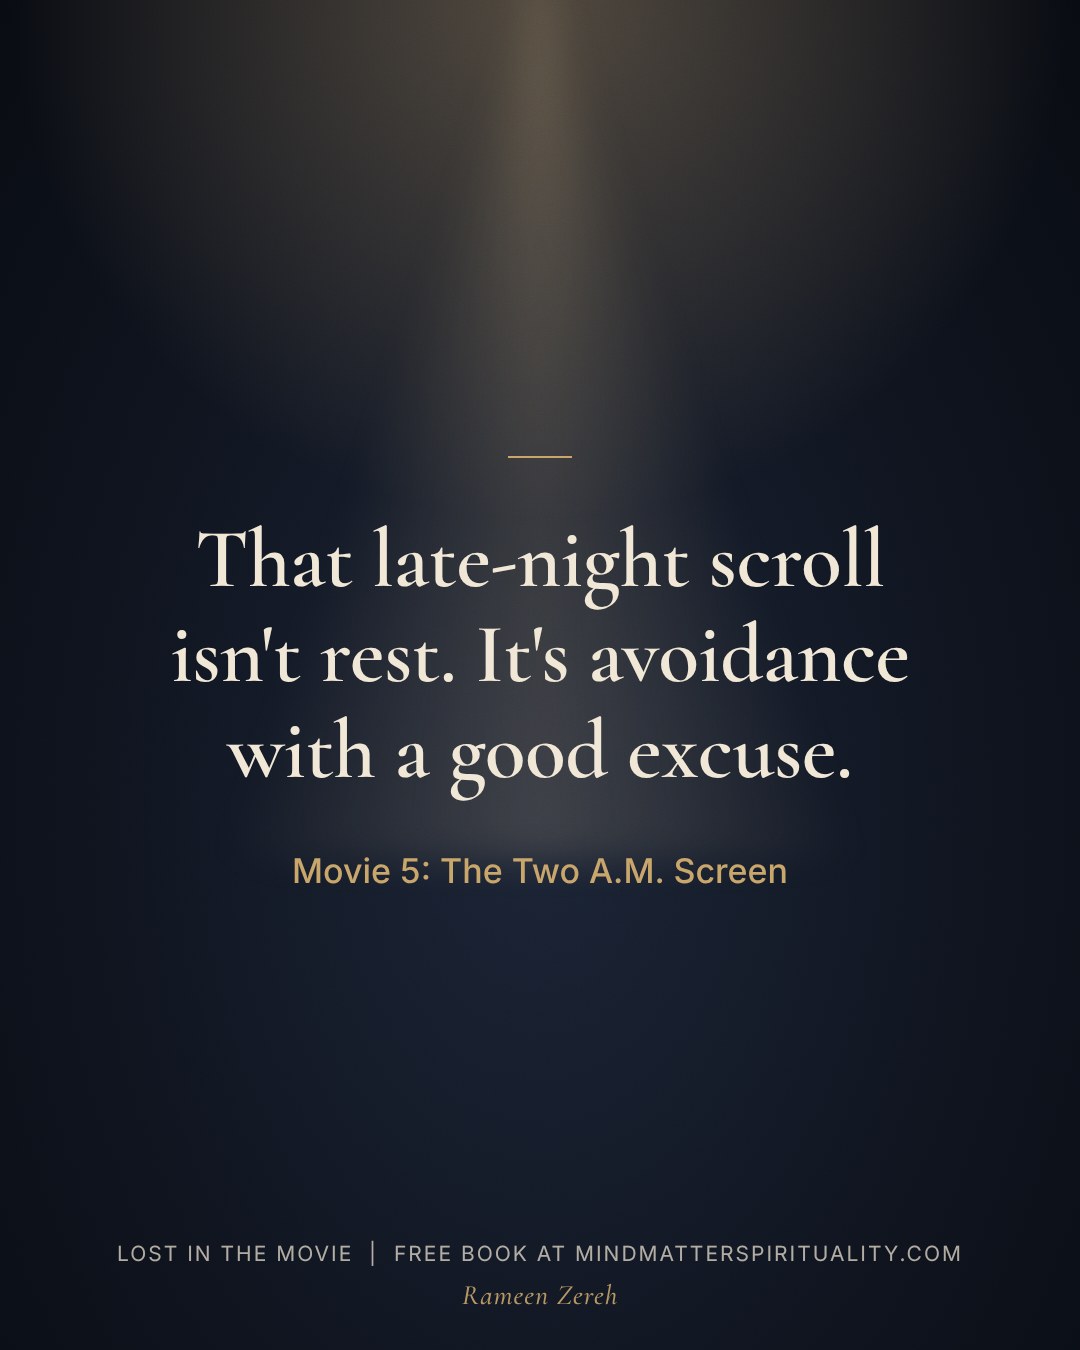 That late-night scroll
isn't rest. It's avoidance
with a good excuse.
Movie 5: The Two A.M. Screen
LOST IN THE MOVIE | FREE BOOK AT MINDMATTERSPIRITUALITY.COM
Rameen Zereh